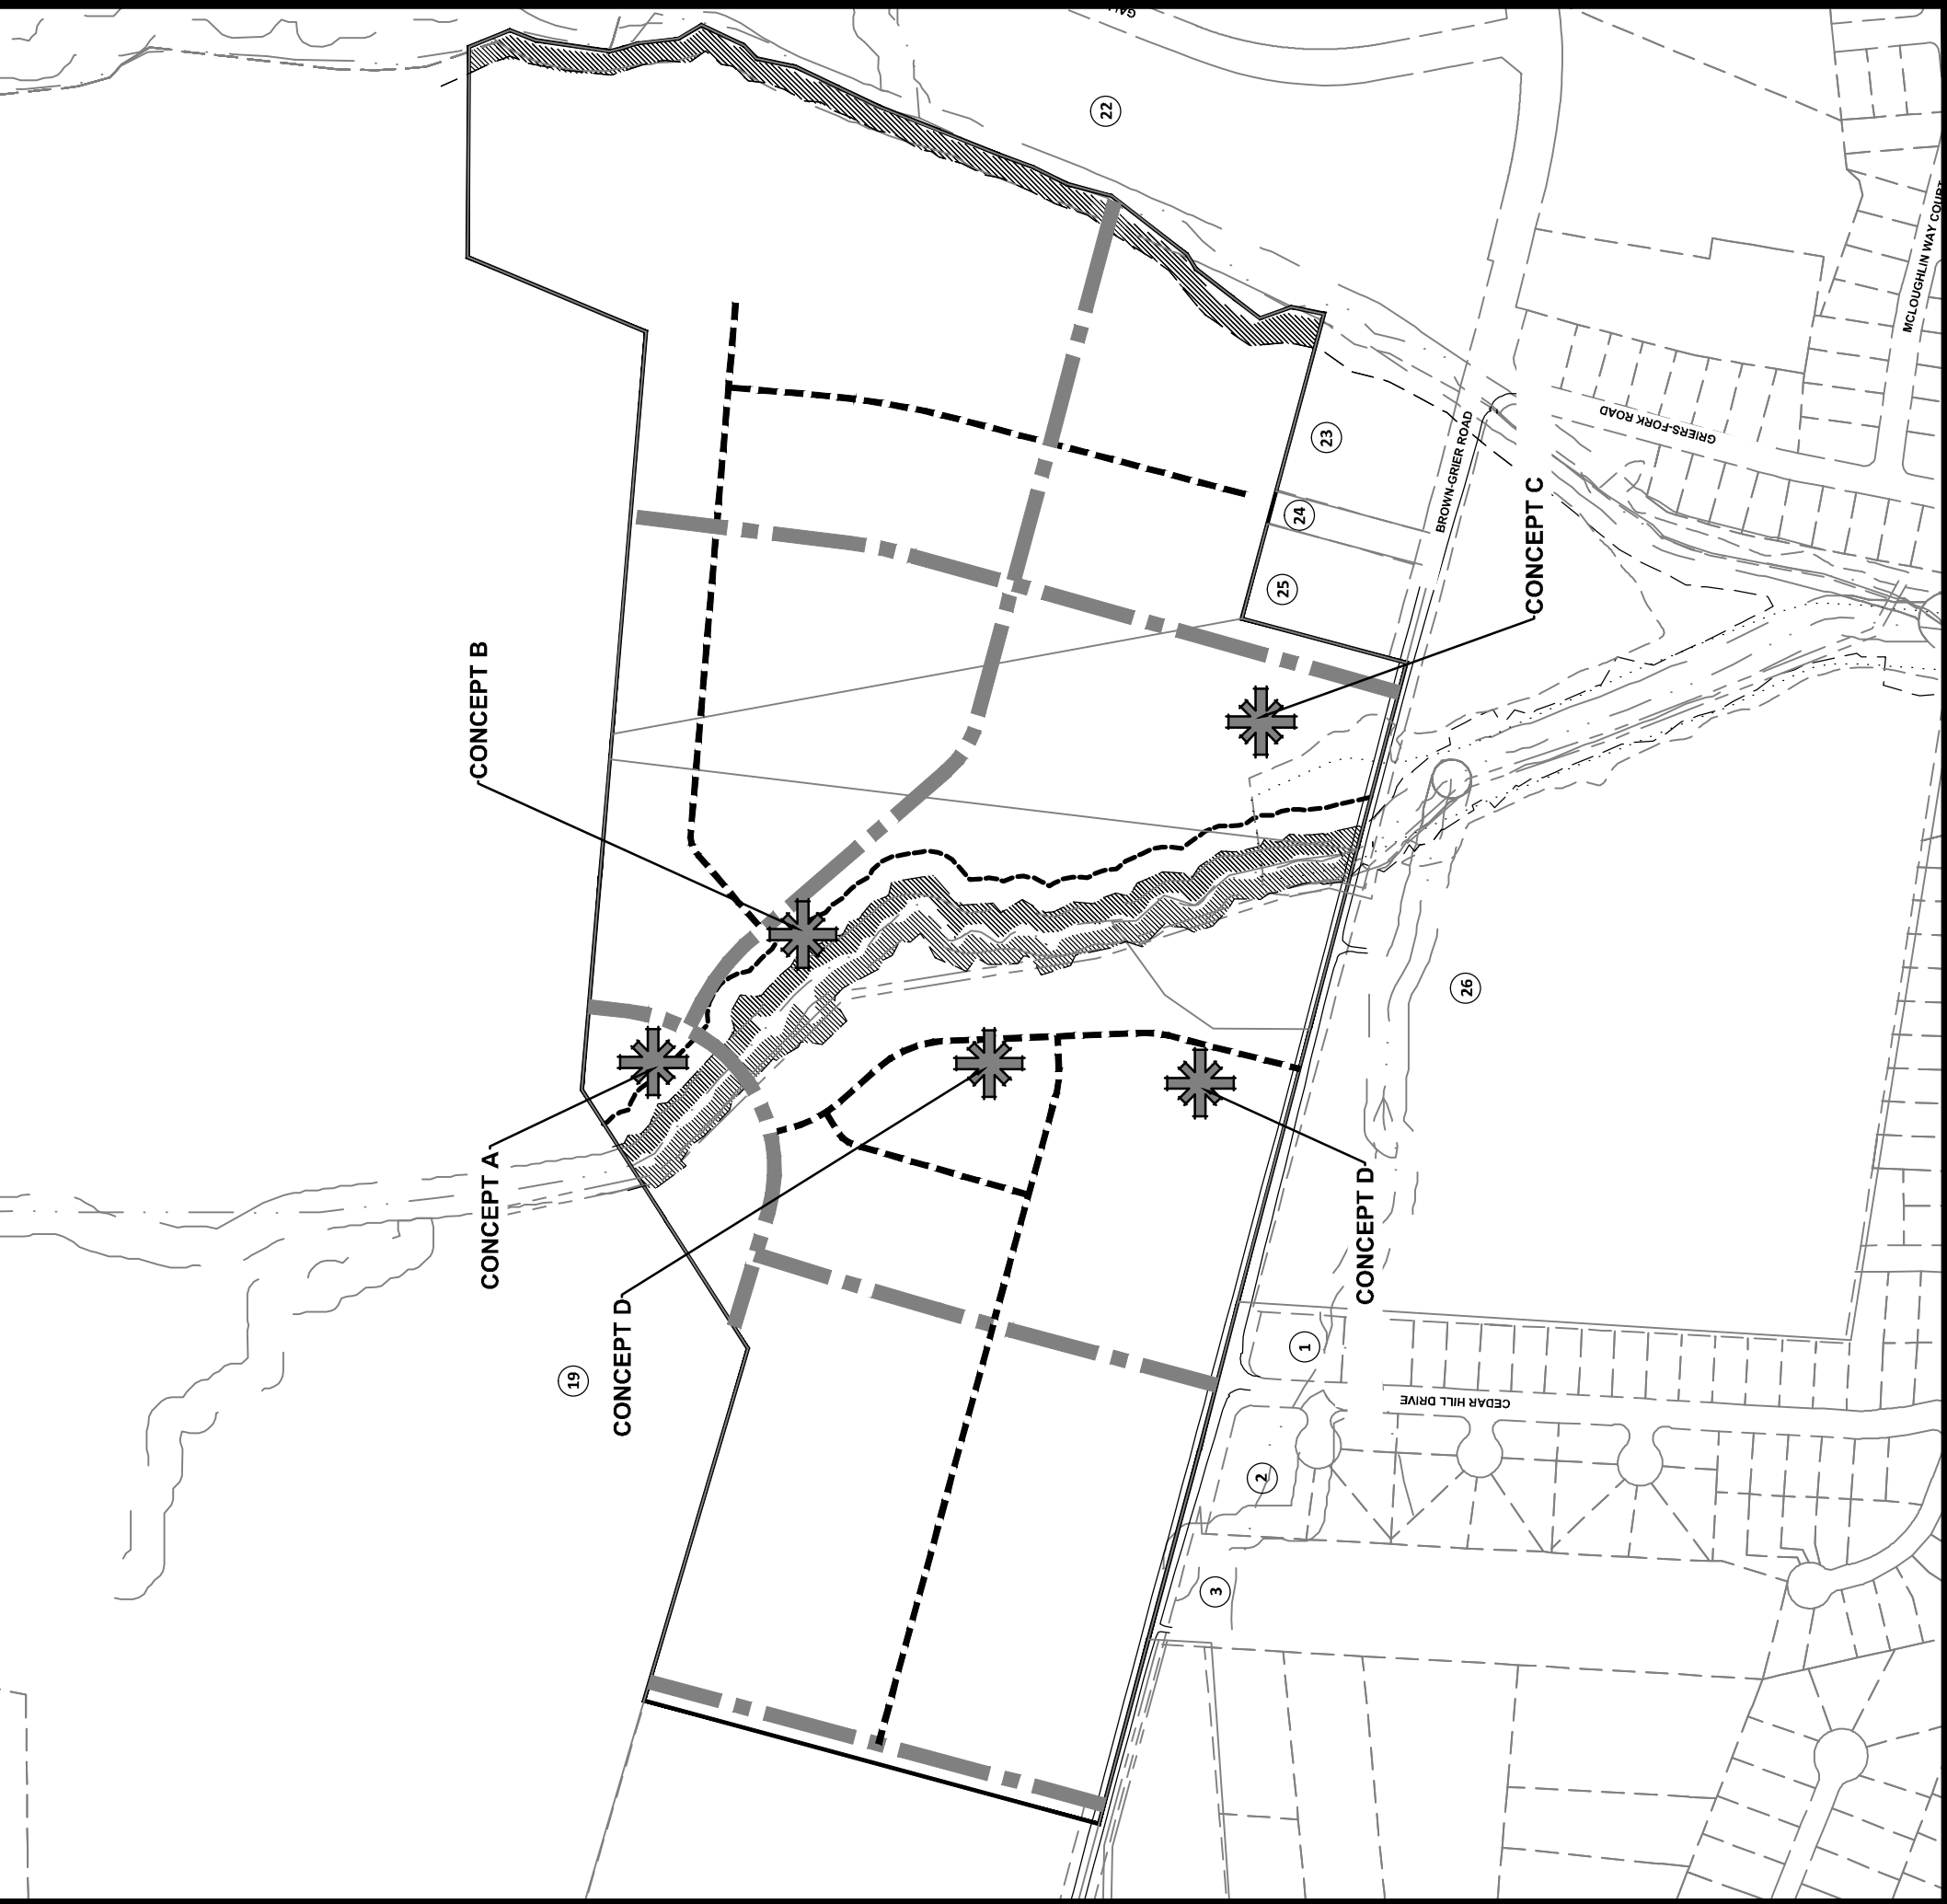 22
CONCEPT B
CONCEPT A
CONCEPT D
19
CONCEPT C
CONCEPT D
23
24
25
26
1
2
3
BROWN-GRIER ROAD
GRIERS-FORK ROAD
MCLOUGHLIN WAY COURT
CEDAR HILL DRIVE